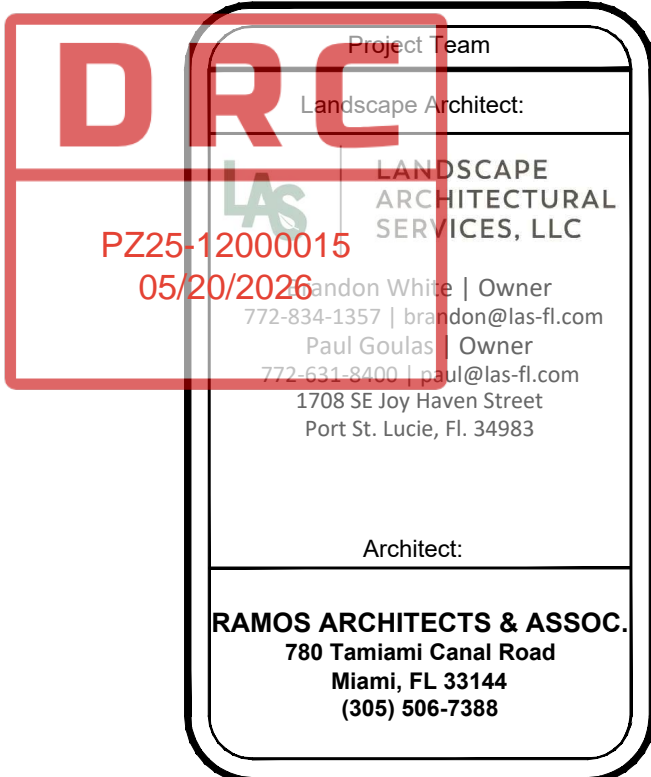 Project Team
DRC
Landscape Architect:
LAS
LANDSCAPE
ARCHITECTURAL
SERVICES, LLC
PZ25-12000015
05/20/2026
Brandon White | Owner
772-834-1357 | brandon@las-fl.com
Paul Goulas | Owner
772-631-8400 | paul@las-fl.com
1708 SE Joy Haven Street
Port St. Lucie, Fl. 34983
Architect:
RAMOS ARCHITECTS & ASSOC.
780 Tamiami Canal Road
Miami, FL 33144
(305) 506-7388